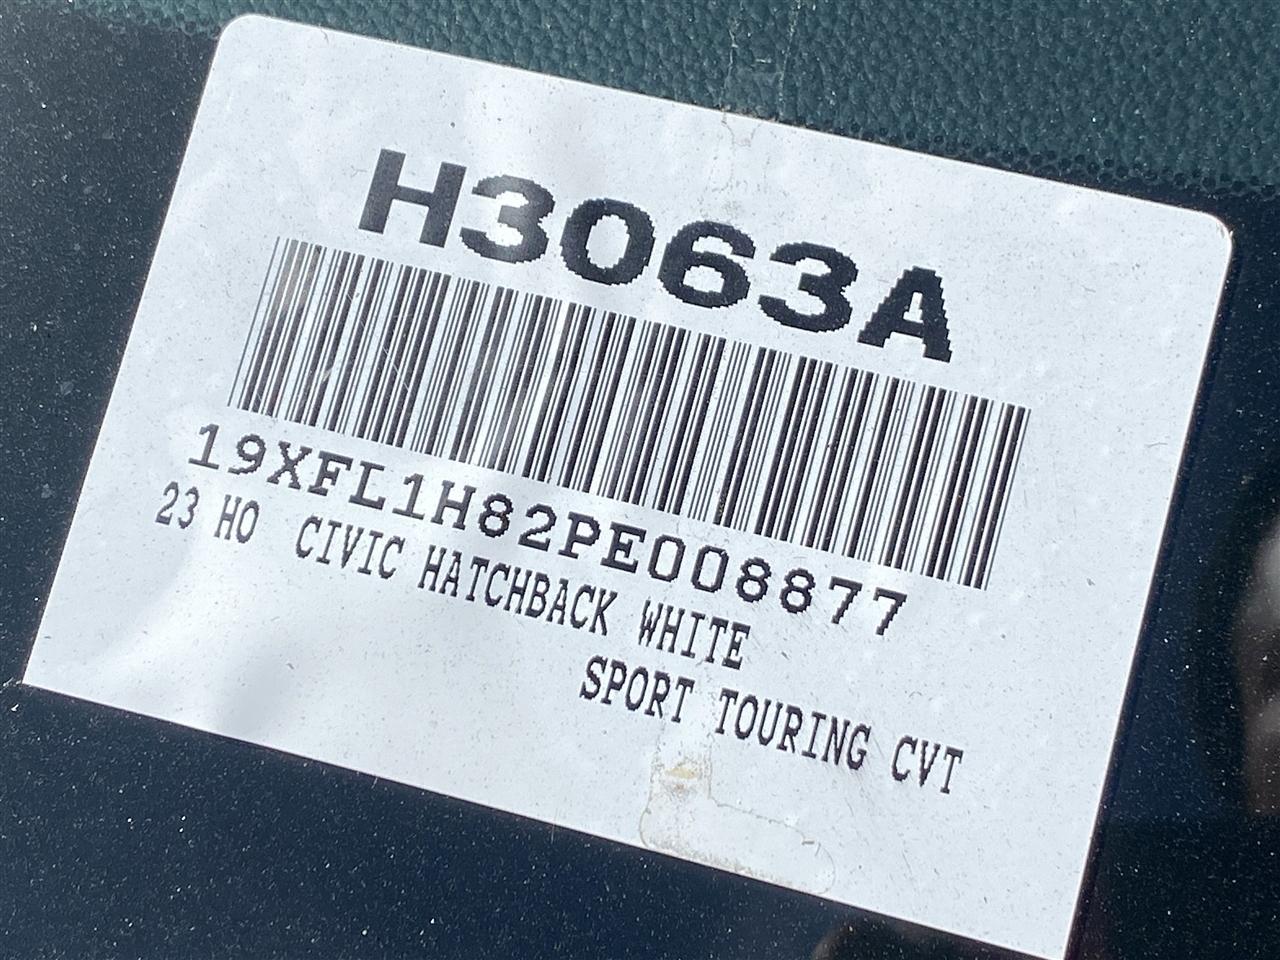 H3063A
19XFL1H82PE008877
23 HO CIVIC HATCHBACK WHITE
SPORT TOURING CVT